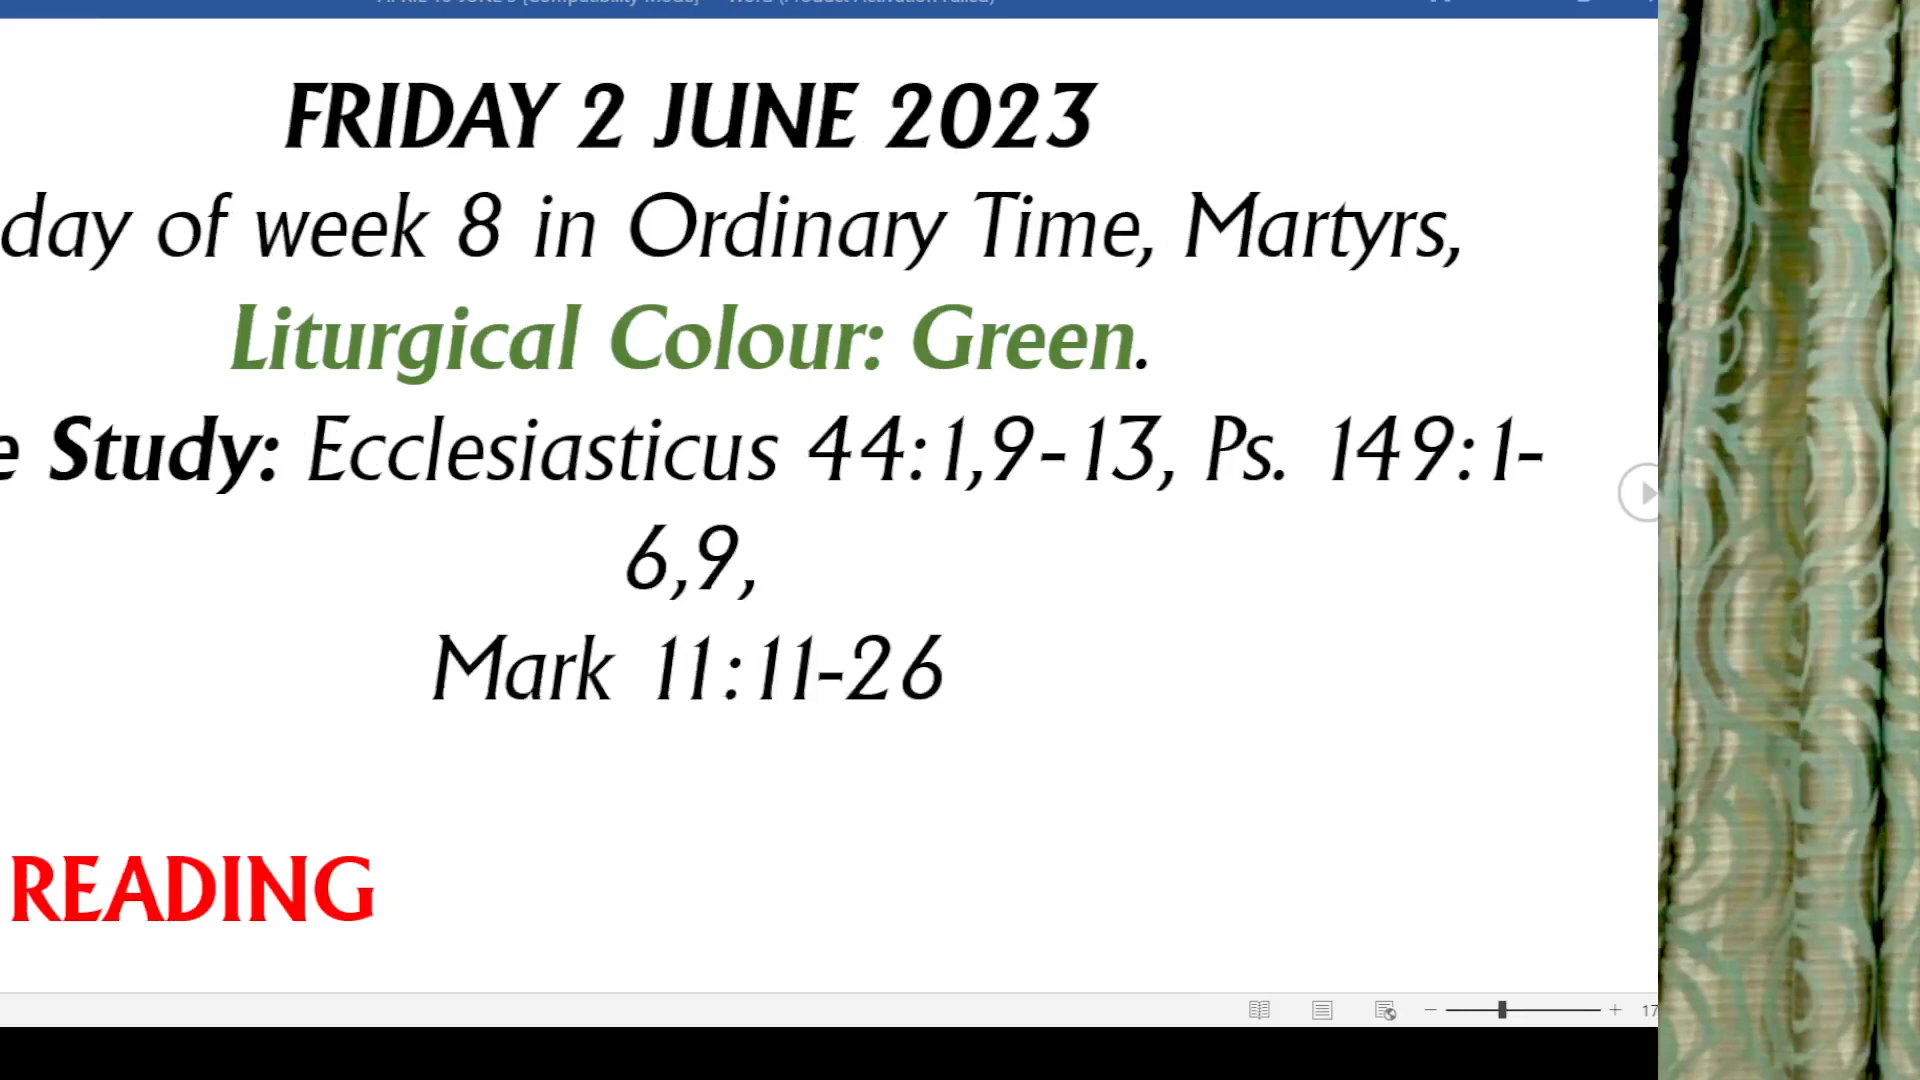 FRIDAY 2 JUNE 2023
day of week 8 in Ordinary Time, Martyrs,
Liturgical Colour: Green.
e Study: Ecclesiasticus 44:1,9-13, Ps. 149:1-
6,9,
Mark 11:11-26
READING
17